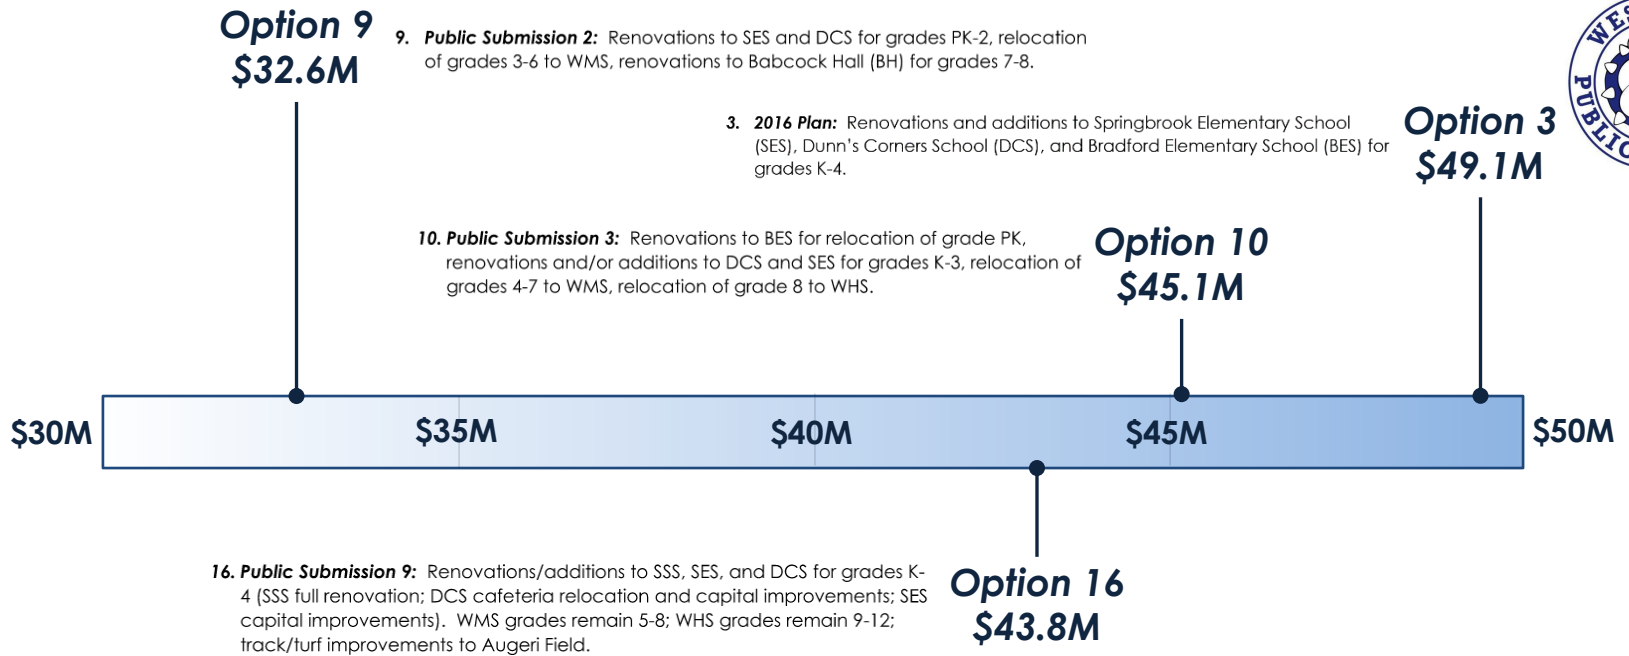 Option 9
$32.6M
9. Public Submission 2: Renovations to SES and DCS for grades PK-2, relocation
of grades 3-6 to WMS, renovations to Babcock Hall (BH) for grades 7-8.
3. 2016 Plan: Renovations and additions to Springbrook Elementary School
(SES), Dunn's Corners School (DCS), and Bradford Elementary School (BES) for
grades K-4.
Option 3
$49.1M
10. Public Submission 3: Renovations to BES for relocation of grade PK,
renovations and/or additions to DCS and SES for grades K-3, relocation of
grades 4-7 to WMS, relocation of grade 8 to WHS.
Option 10
$45.1M
$30M
$35M
$40M
$45M
$50M
16. Public Submission 9: Renovations/additions to SSS, SES, and DCS for grades K-
4 (SSS full renovation; DCS cafeteria relocation and capital improvements; SES
capital improvements). WMS grades remain 5-8; WHS grades remain 9-12;
track/turf improvements to Augeri Field.
Option 16
$43.8M